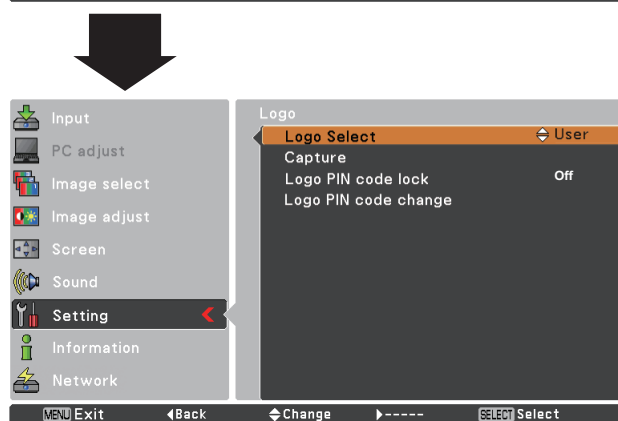 Input
PC adjust
Image select
Image adjust
Screen
Sound
Setting
Information
Network
Logo
Logo Select User
Capture
Logo PIN code lock Off
Logo PIN code change
MENU Exit Back Change ----- SELECT Select